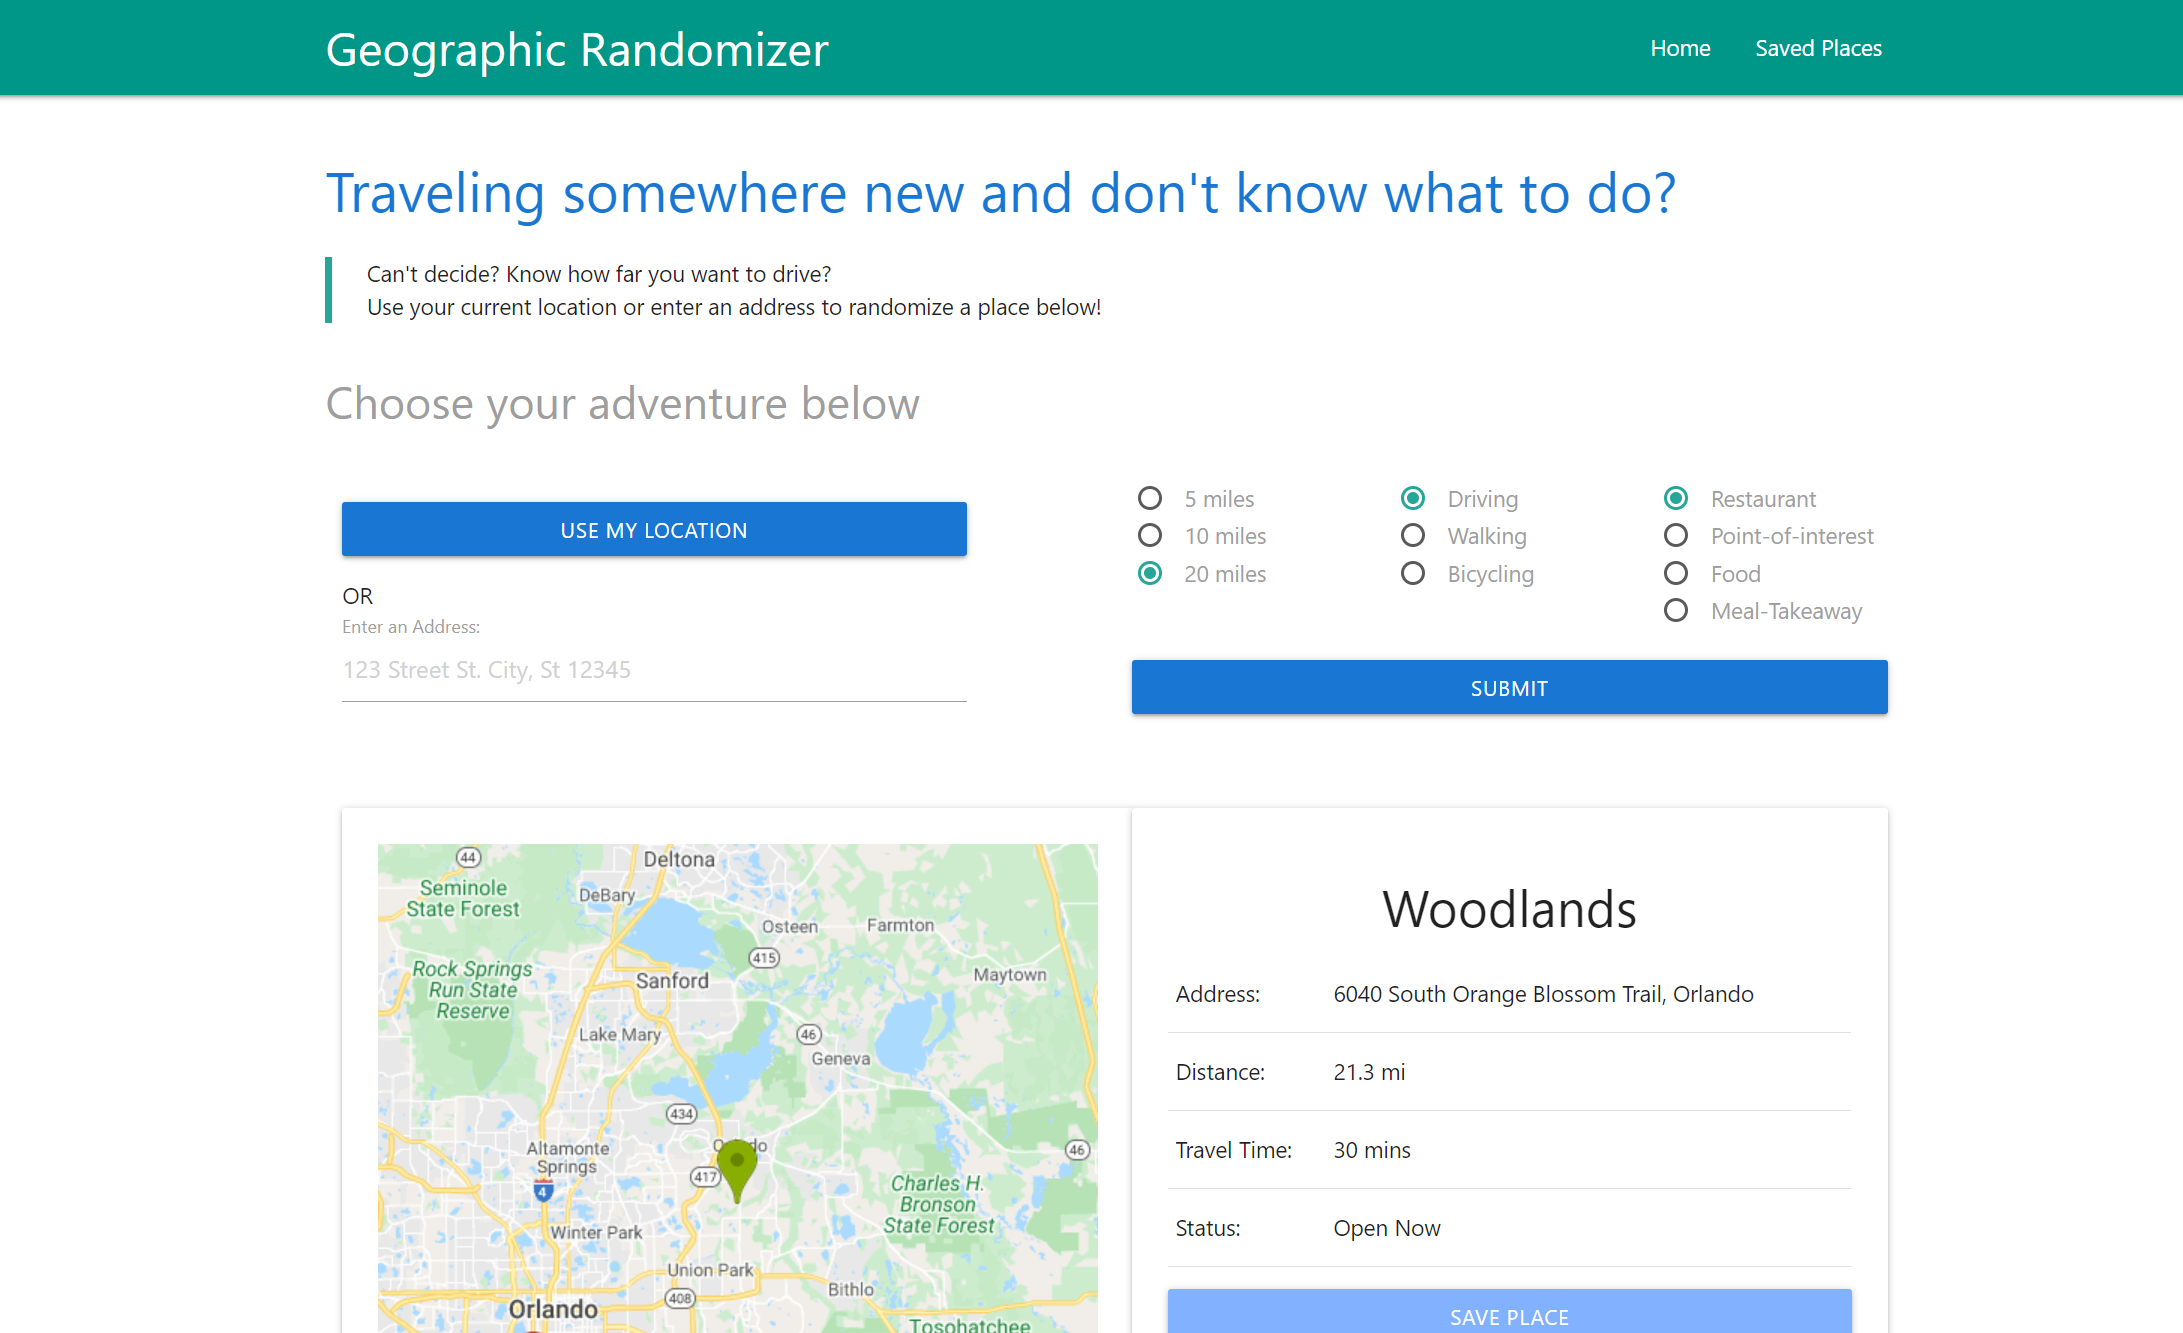 Geographic Randomizer
Home Saved Places
Traveling somewhere new and don't know what to do?
Can't decide? Know how far you want to drive?
Use your current location or enter an address to randomize a place below!
Choose your adventure below
USE MY LOCATION
OR
Enter an Address:
123 Street St. City, St 12345
5 miles
10 miles
20 miles
Driving
Walking
Bicycling
Restaurant
Point-of-interest
Food
Meal-Takeaway
SUBMIT
44
Deltona
Seminole
State Forest
DeBary
Osteen
Farmton
415
Rock Springs
Run State
Reserve
Sanford
Maytown
Lake Mary
46
Geneva
434
Altamonte
Springs
46
417
4
Charles H.
Bronson
State Forest
Winter Park
Union Park
Bithlo
408
Orlando
Tosohatchee
Woodlands
Address: 6040 South Orange Blossom Trail, Orlando
Distance: 21.3 mi
Travel Time: 30 mins
Status: Open Now
SAVE PLACE